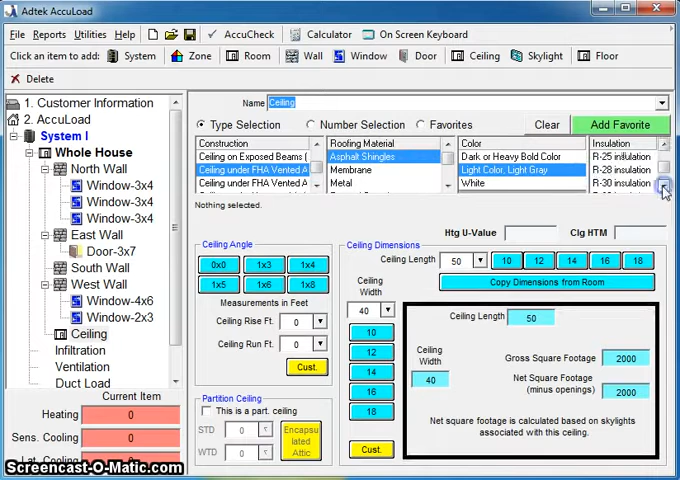 Adtek AccuLoad
File Reports Utilities
AccuCheck
Calculator
On Screen Keyboard
Click an item to add:
System
Zone
Room
Wall
Window
Door
Ceiling
Skylight
Floor
Delete
1. Customer Information
2. AccuLoad
System I
Whole House
North Wall
Window-3x4
Window-3x4
Window-3x4
East Wall
Door-3x7
South Wall
West Wall
Window-4x6
Window-2x3
Ceiling
Infiltration
Ventilation
Duct Load
Current Item
Heating 0
Sens. Cooling 0
Lat. Cooling 0
Name Ceiling
Type Selection
Number Selection
Favorites
Clear
Add Favorite
Construction
Ceiling on Exposed Beams (
Ceiling under FHA Vented A
Ceiling under FHA Vented A
Roofing Material
Asphalt Shingles
Membrane
Metal
Color
Dark or Heavy Bold Color
Light Color, Light Gray
White
Insulation
R-25 insulation
R-28 insulation
R-30 insulation
Nothing selected.
Htg U-Value
Clg HTM
Ceiling Angle
0x0 1x3 1x4
1x5 1x6 1x8
Measurements in Feet
Ceiling Rise Ft. 0
Ceiling Run Ft. 0
Cust.
Partition Ceiling
This is a part. ceiling
STD 0
WTD 0
Encapsulated Attic
Ceiling Dimensions
Ceiling Length 50 10 12 14 16 18
Copy Dimensions from Room
Ceiling Width
40
10
12
14
16
18
Cust.
Ceiling Length 50
Ceiling Width
40
Gross Square Footage 2000
Net Square Footage
(minus openings) 2000
Net square footage is calculated based on skylights
associated with this ceiling.
Screencast-O-Matic.com